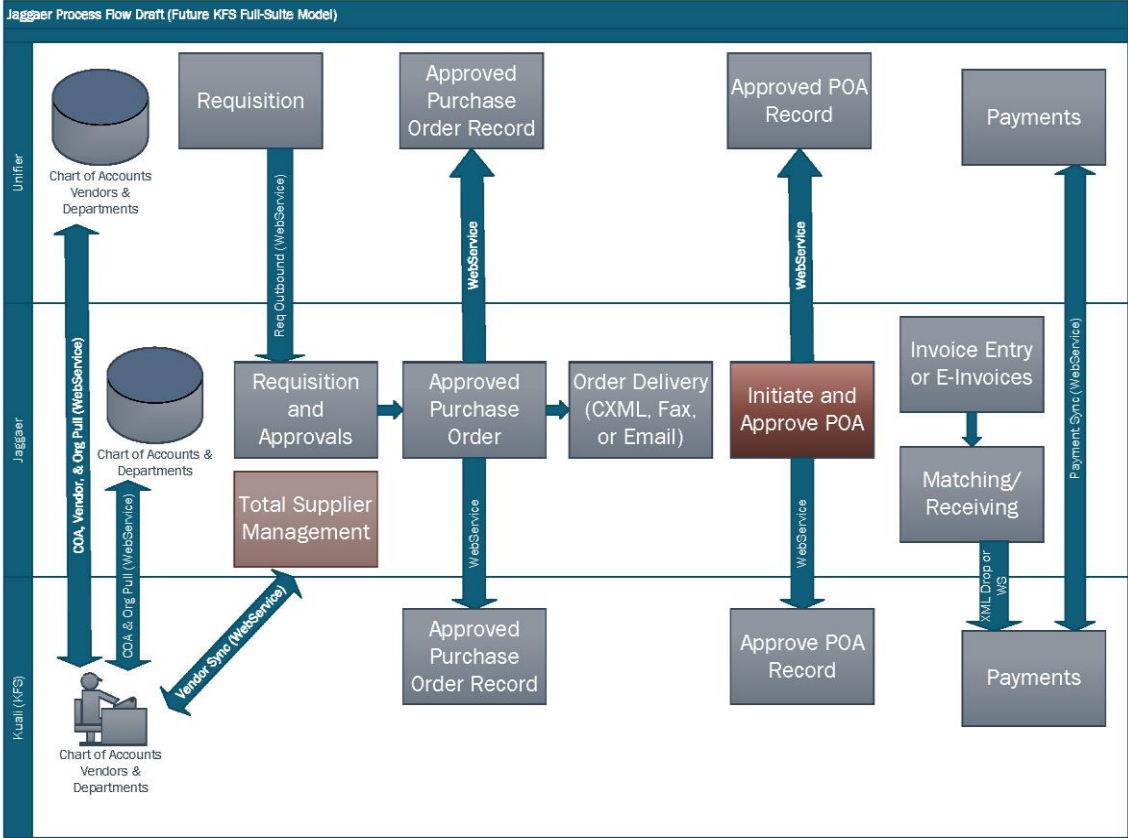 Jaggaer Process Flow Draft (Future KFS Full-Suite Model)
Unifier
Chart of Accounts
Vendors &
Departments
Requisition
Approved
Purchase
Order Record
Approved POA
Record
Payments
Req Outbound (WebService)
WebService
WebService
COA, Vendor, & Org Pull (WebService)
Payment Sync (WebService)
Jaggaer
Chart of Accounts &
Departments
Requisition
and
Approvals
Approved
Purchase
Order
Order Delivery
(CXML, Fax,
or Email)
Initiate and
Approve POA
Invoice Entry
or E-Invoices
Total Supplier
Management
Matching/
Receiving
COA & Org Pull (WebService)
WebService
WebService
XML Drop or
WS
Vendor Sync (WebService)
Kuali (KFS)
Chart of Accounts
Vendors &
Departments
Approved
Purchase
Order Record
Approve POA
Record
Payments